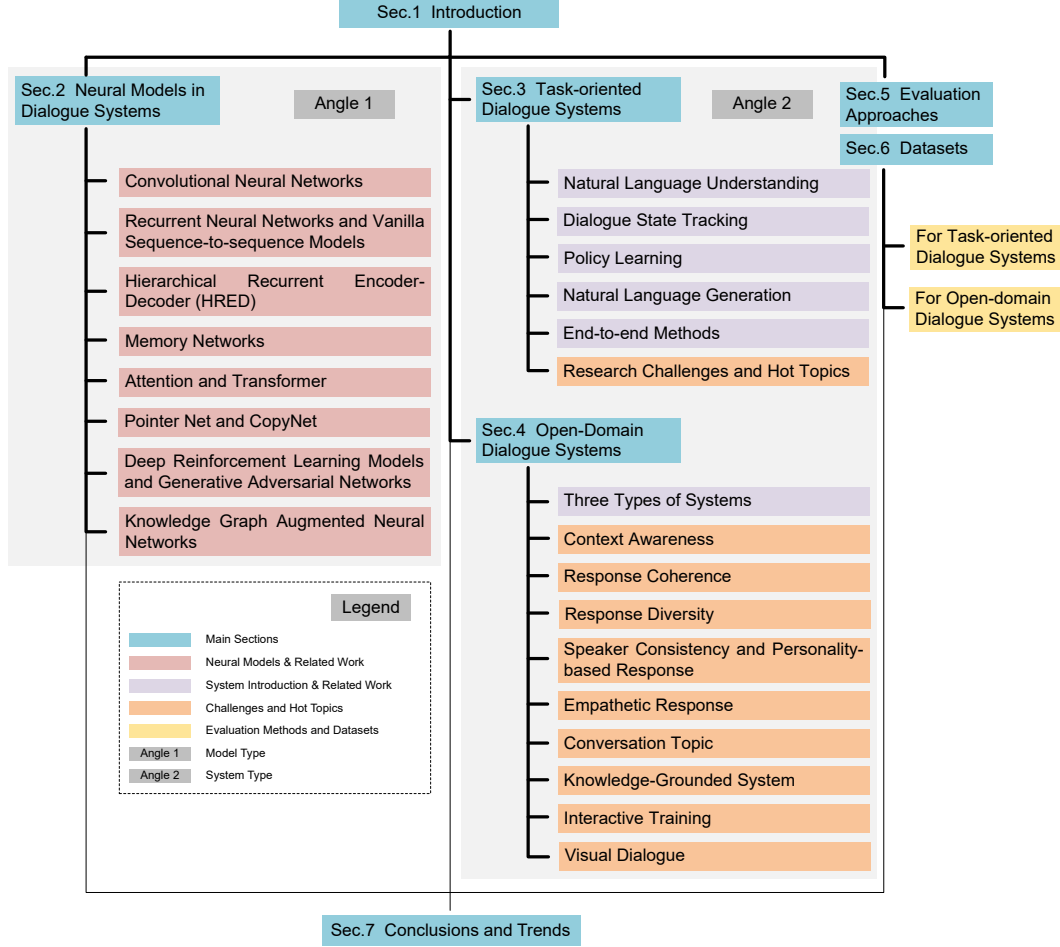 Sec.1 Introduction
Sec.2 Neural Models in
Dialogue Systems
Angle 1
Convolutional Neural Networks
Recurrent Neural Networks and Vanilla
Sequence-to-sequence Models
Hierarchical Recurrent Encoder-
Decoder (HRED)
Memory Networks
Attention and Transformer
Pointer Net and CopyNet
Deep Reinforcement Learning Models
and Generative Adversarial Networks
Knowledge Graph Augmented Neural
Networks
Sec.3 Task-oriented
Dialogue Systems
Angle 2
Natural Language Understanding
Dialogue State Tracking
Policy Learning
Natural Language Generation
End-to-end Methods
Research Challenges and Hot Topics
Sec.4 Open-Domain
Dialogue Systems
Three Types of Systems
Context Awareness
Response Coherence
Response Diversity
Speaker Consistency and Personality-
based Response
Empathetic Response
Conversation Topic
Knowledge-Grounded System
Interactive Training
Visual Dialogue
Sec.5 Evaluation
Approaches
Sec.6 Datasets
For Task-oriented
Dialogue Systems
For Open-domain
Dialogue Systems
Legend
Main Sections
Neural Models & Related Work
System Introduction & Related Work
Challenges and Hot Topics
Evaluation Methods and Datasets
Angle 1 Model Type
Angle 2 System Type
Sec.7 Conclusions and Trends